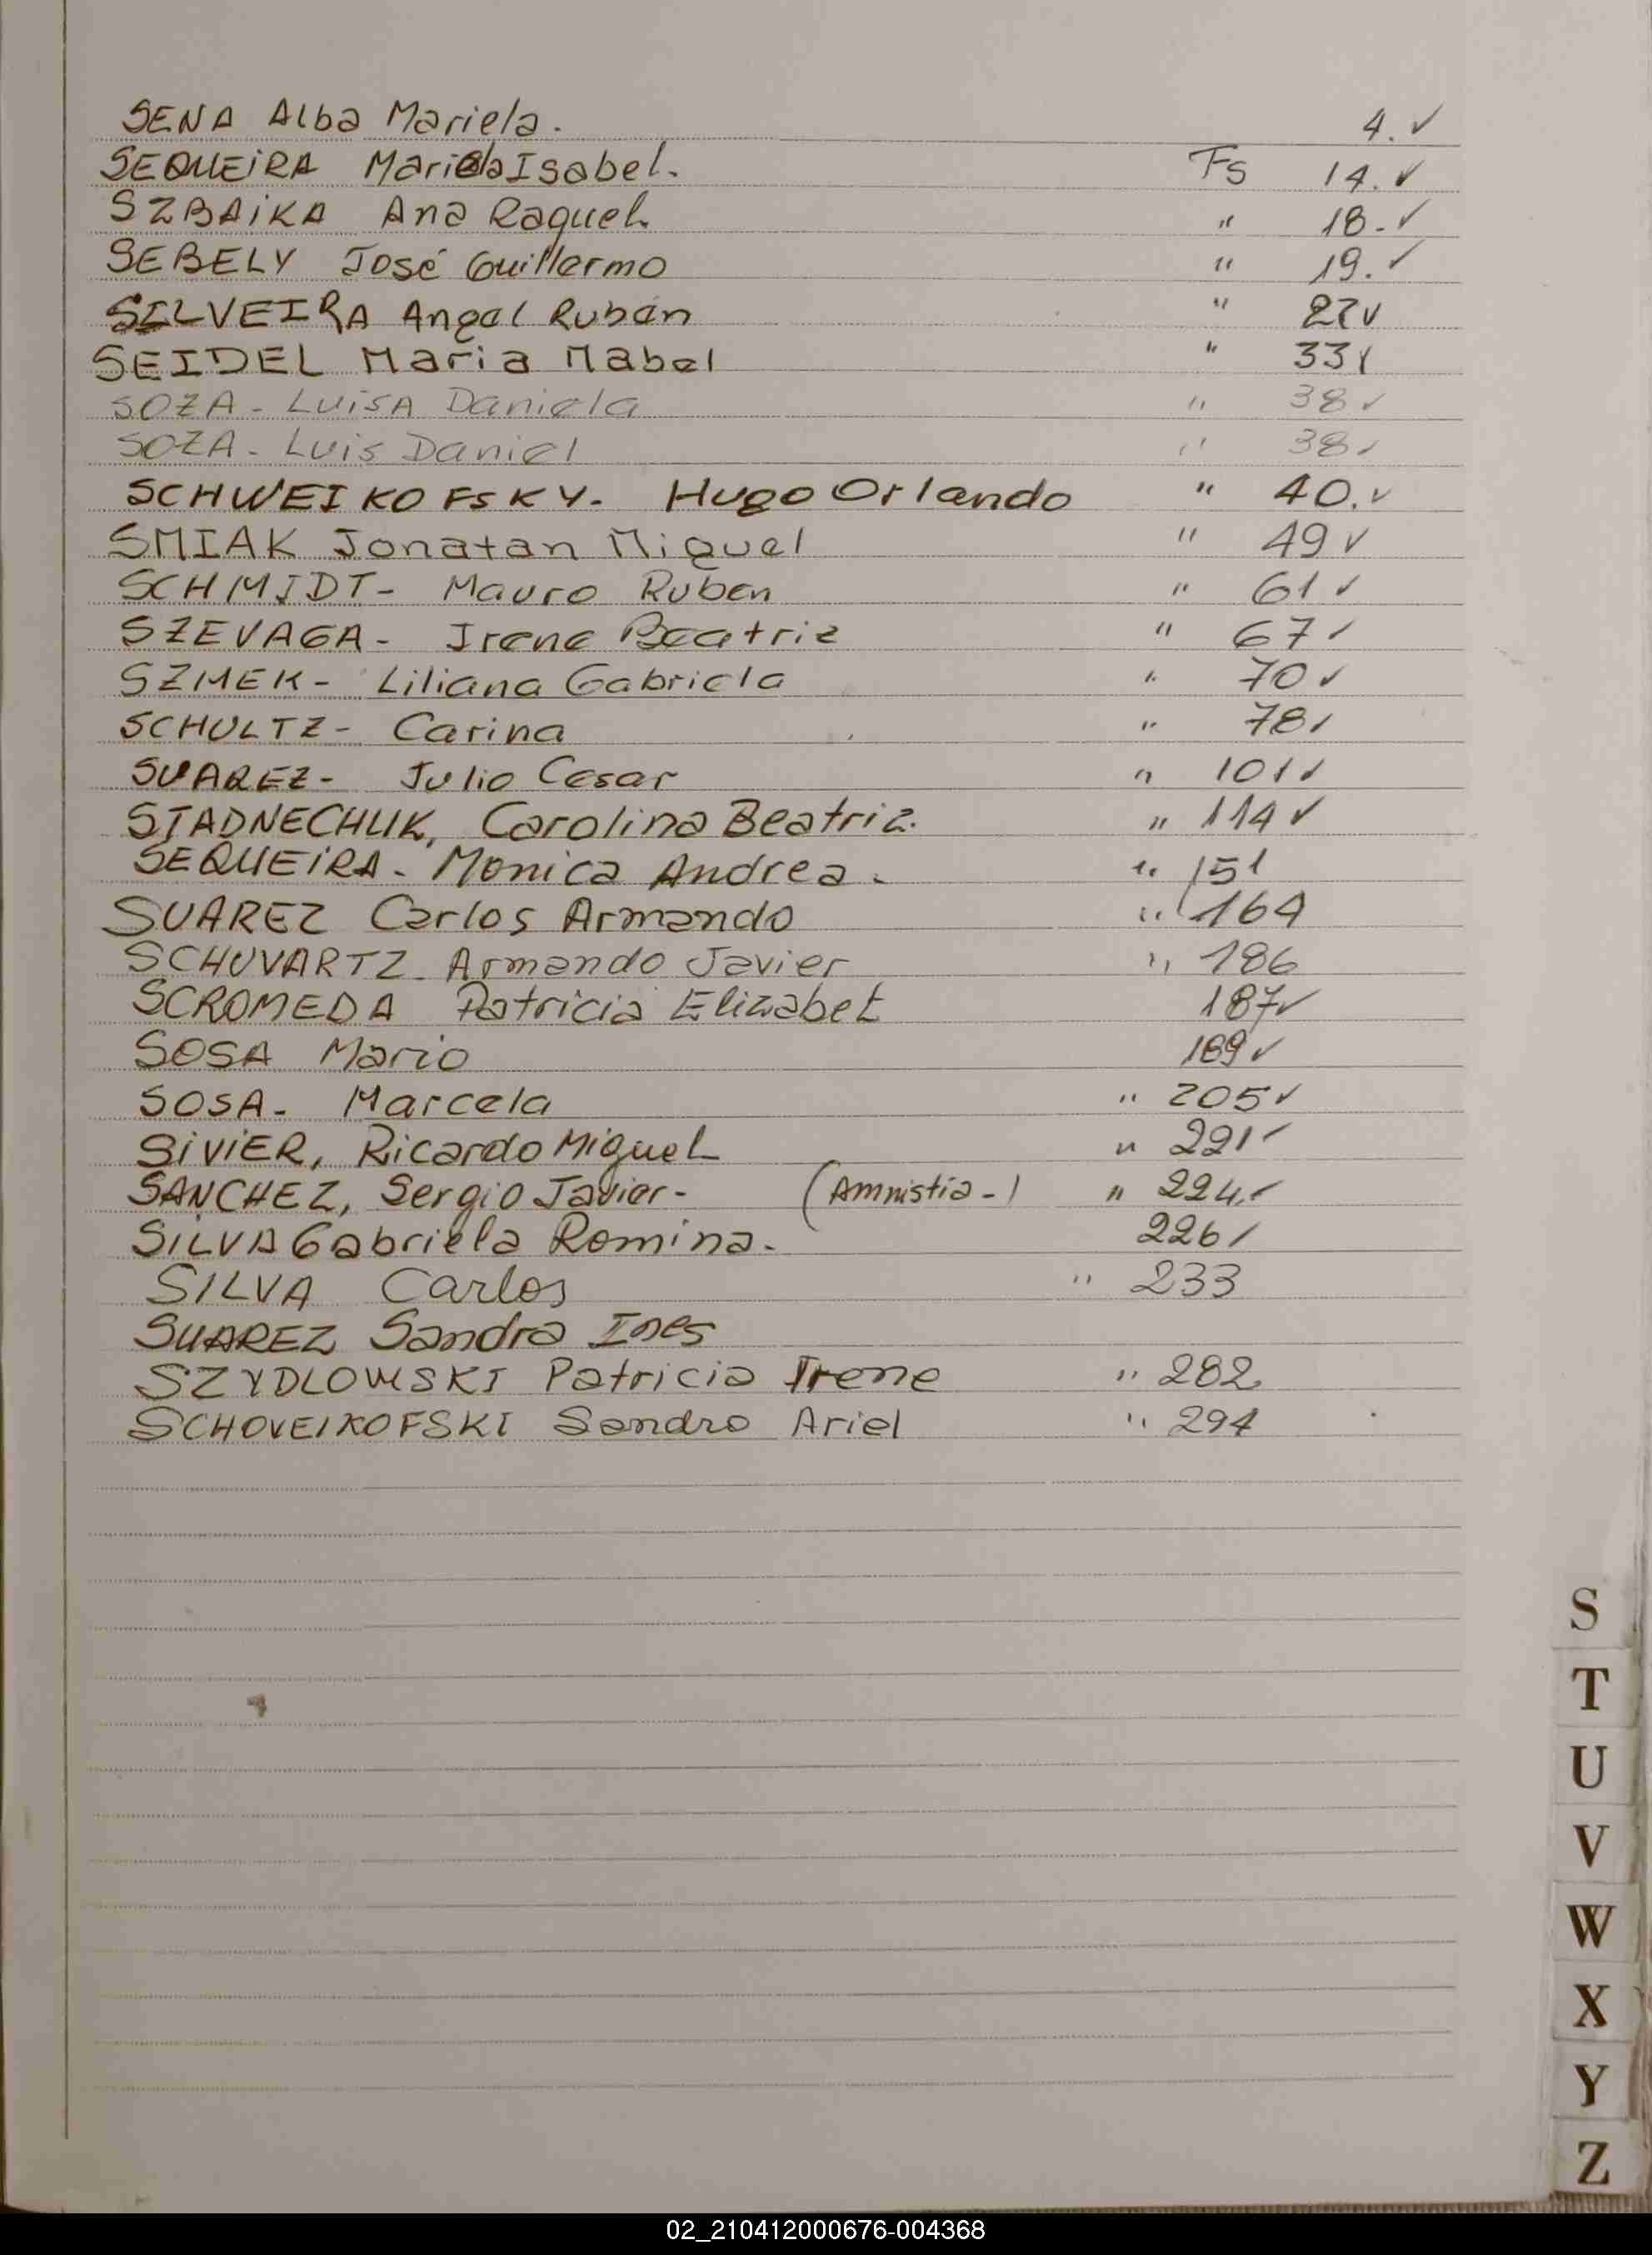 SENA Alba Mariela. 4. ✓
SEQUEIRA Mariela Isabel. Fs 14. ✓
SZBAIKA Ana Raquel " 18. ✓
SEBELY José Guillermo " 19. ✓
SILVEIRA Angel Rubén " 27 ✓
SEIDEL Maria Mabel " 33 ✓
SOZA - LUISA Daniela " 38 ✓
SOZA - Luis Daniel " 38 ✓
SCHWEIKOFSKY - Hugo Orlando " 40. ✓
SMIAK Jonatan Miguel " 49 ✓
SCHMIDT - Mauro Ruben " 61 ✓
SZEVAGA - Irene Beatriz " 67 ✓
SZMEK - Liliana Gabriela " 70 ✓
SCHULTZ - Carina " 78 ✓
SUAREZ - Julio Cesar " 101 ✓
STADNECHUK, Carolina Beatriz. " 114 ✓
SEQUEIRA - Monica Andrea. " 151
SUAREZ Carlos Armando " 164
SCHUVARTZ - Armando Javier " 186
SCROMEDA Patricia Elizabet 187 ✓
SOSA Mario 189 ✓
SOSA - Marcela " 205 ✓
SIVIER, Ricardo Miguel " 221 ✓
SANCHEZ, Sergio Javier - (Amnistia -) " 224. ✓
SILVA Gabriela Romina. 226 ✓
SILVA Carlos " 233
SUAREZ Sandra Ines
SZYDLOWSKI Patricia Irene " 282
SCHOVEIKOFSKI Sandro Ariel " 294
S
T
U
V
W
X
Y
Z
02_210412000676-004368